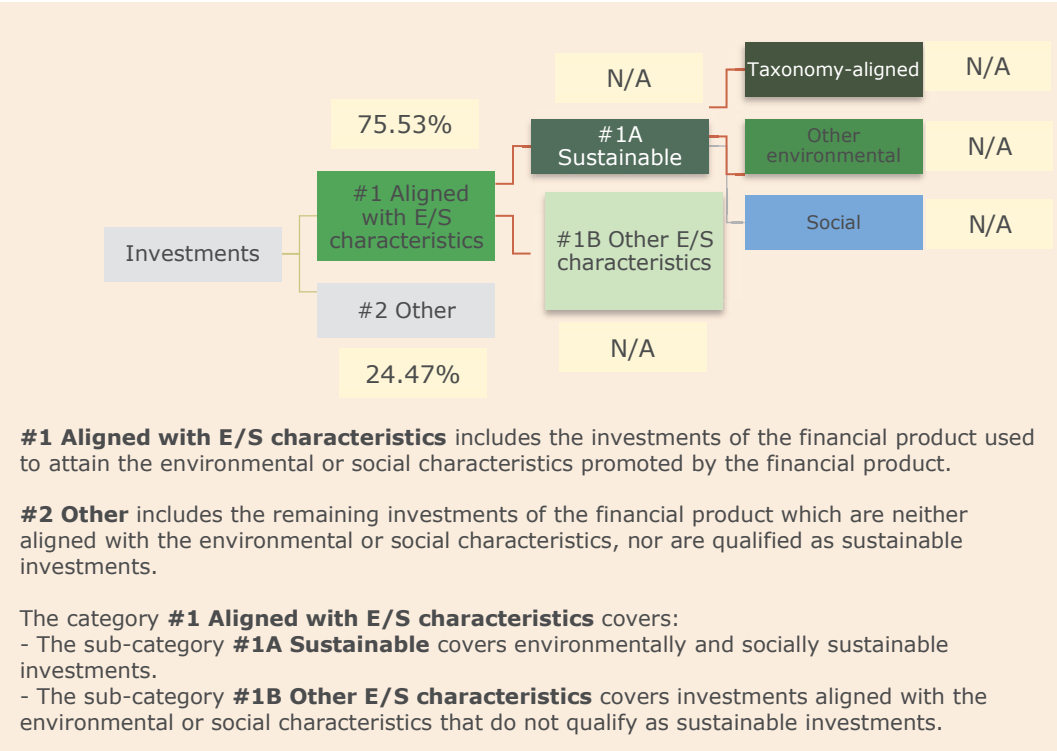 N/A
Taxonomy-aligned
N/A
75.53%
#1A
Sustainable
Other
environmental
N/A
#1 Aligned
with E/S
characteristics
#1B Other E/S
characteristics
Social
N/A
Investments
#2 Other
N/A
24.47%
#1 Aligned with E/S characteristics includes the investments of the financial product used
to attain the environmental or social characteristics promoted by the financial product.
#2 Other includes the remaining investments of the financial product which are neither
aligned with the environmental or social characteristics, nor are qualified as sustainable
investments.
The category #1 Aligned with E/S characteristics covers:
- The sub-category #1A Sustainable covers environmentally and socially sustainable
investments.
- The sub-category #1B Other E/S characteristics covers investments aligned with the
environmental or social characteristics that do not qualify as sustainable investments.